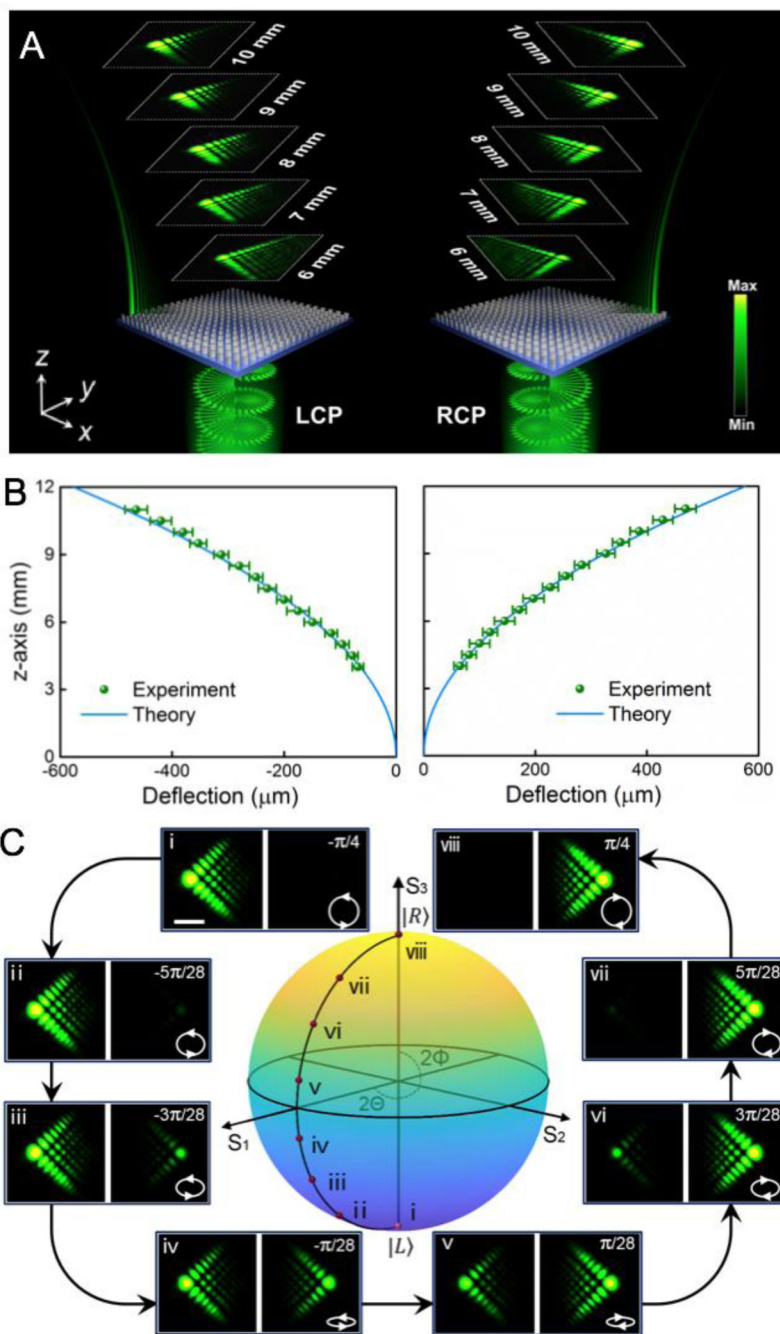 A
10 mm
9 mm
8 mm
7 mm
6 mm
10 mm
9 mm
8 mm
7 mm
6 mm
Max
Min
z
y
x
LCP
RCP
B
12
9
6
3
0
z-axis (mm)
Experiment
Theory
-600
-400
-200
0
Deflection (μm)
Experiment
Theory
0
200
400
600
Deflection (μm)
C
i
-π/4
viii
π/4
ii
-5π/28
vii
5π/28
iii
-3π/28
vi
3π/28
iv
-π/28
v
π/28
S₃
|R⟩
viii
vii
vi
v
2Φ
2Θ
S₁
S₂
iv
iii
ii
i
|L⟩